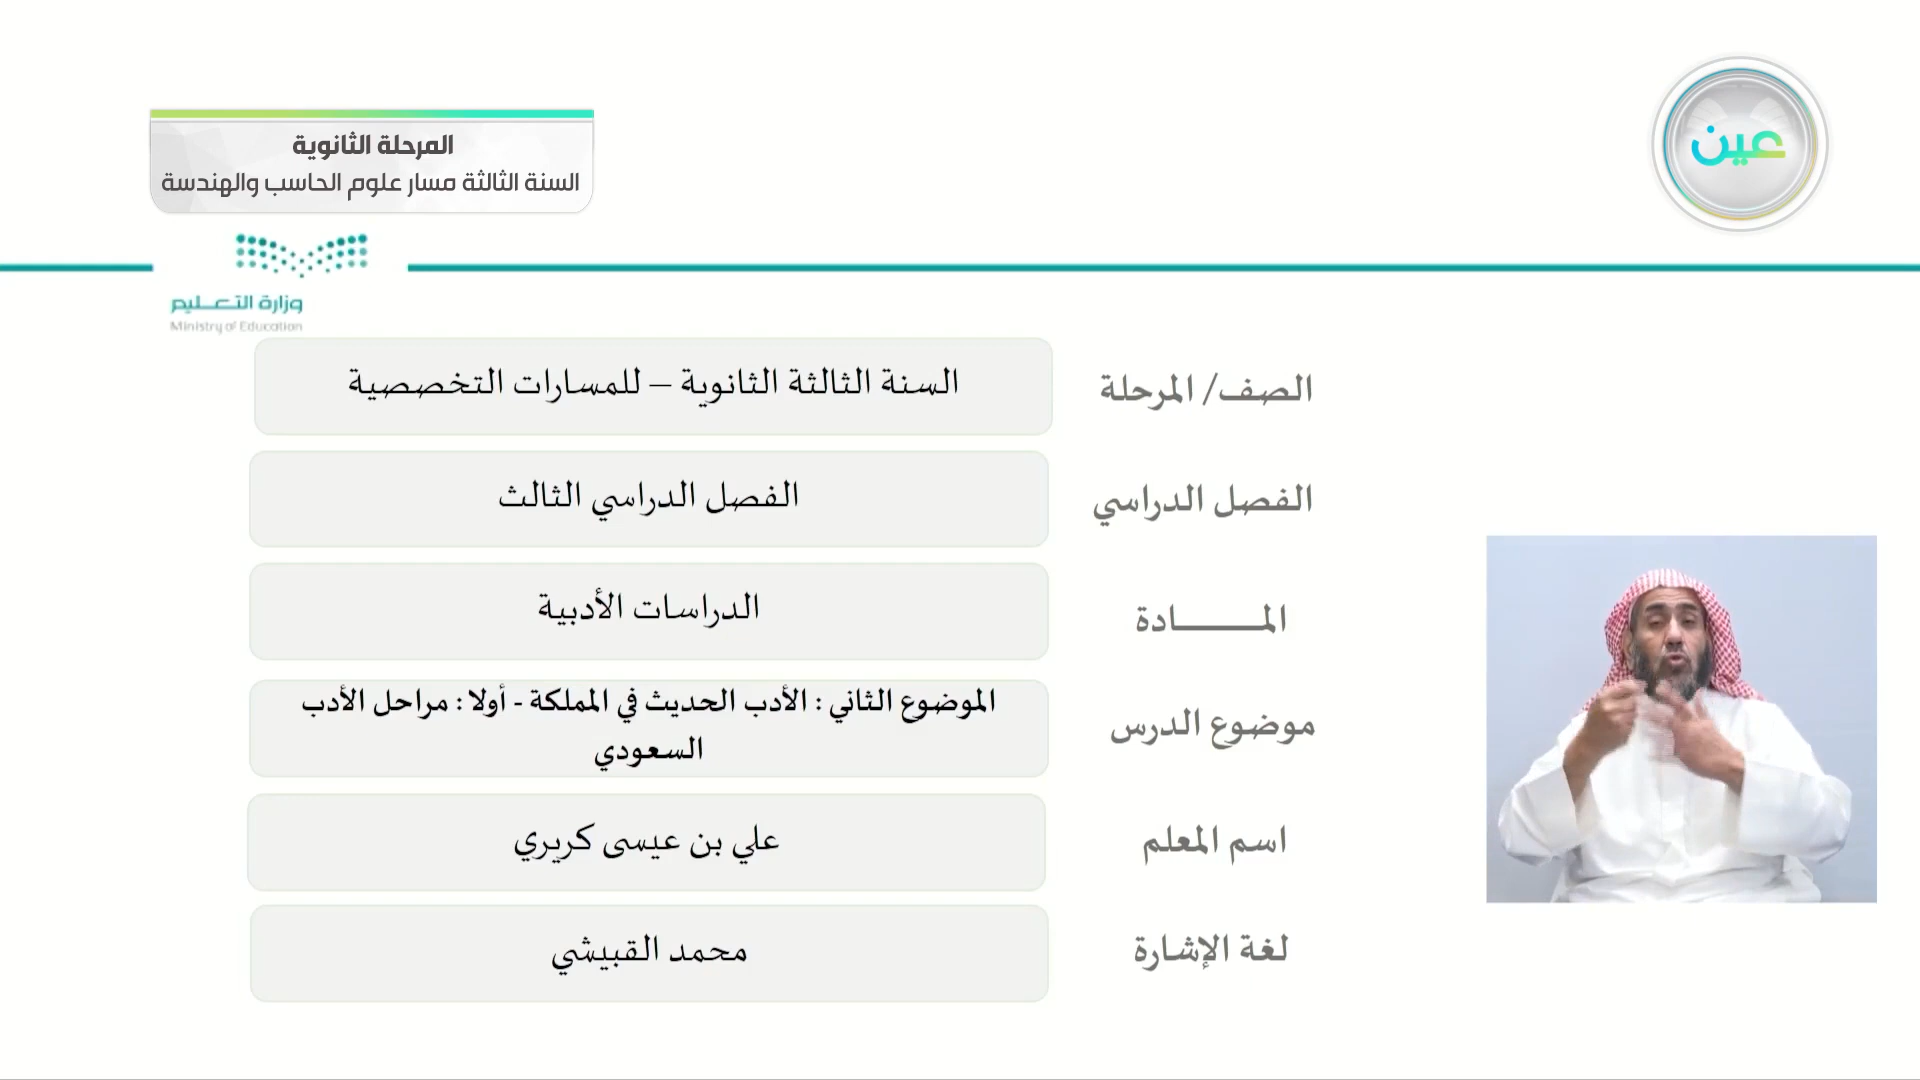 المرحلة الثانوية
السنة الثالثة مسار علوم الحاسب والهندسة
عين
وزارة التعـليم
Ministry of Education
الصف/ المرحلة
السنة الثالثة الثانوية – للمسارات التخصصية
الفصل الدراسي
الفصل الدراسي الثالث
المـــــــادة
الدراسات الأدبية
موضوع الدرس
الموضوع الثاني : الأدب الحديث في المملكة - أولا : مراحل الأدب
السعودي
اسم المعلم
علي بن عيسى كريري
لغة الإشارة
محمد القبيشي